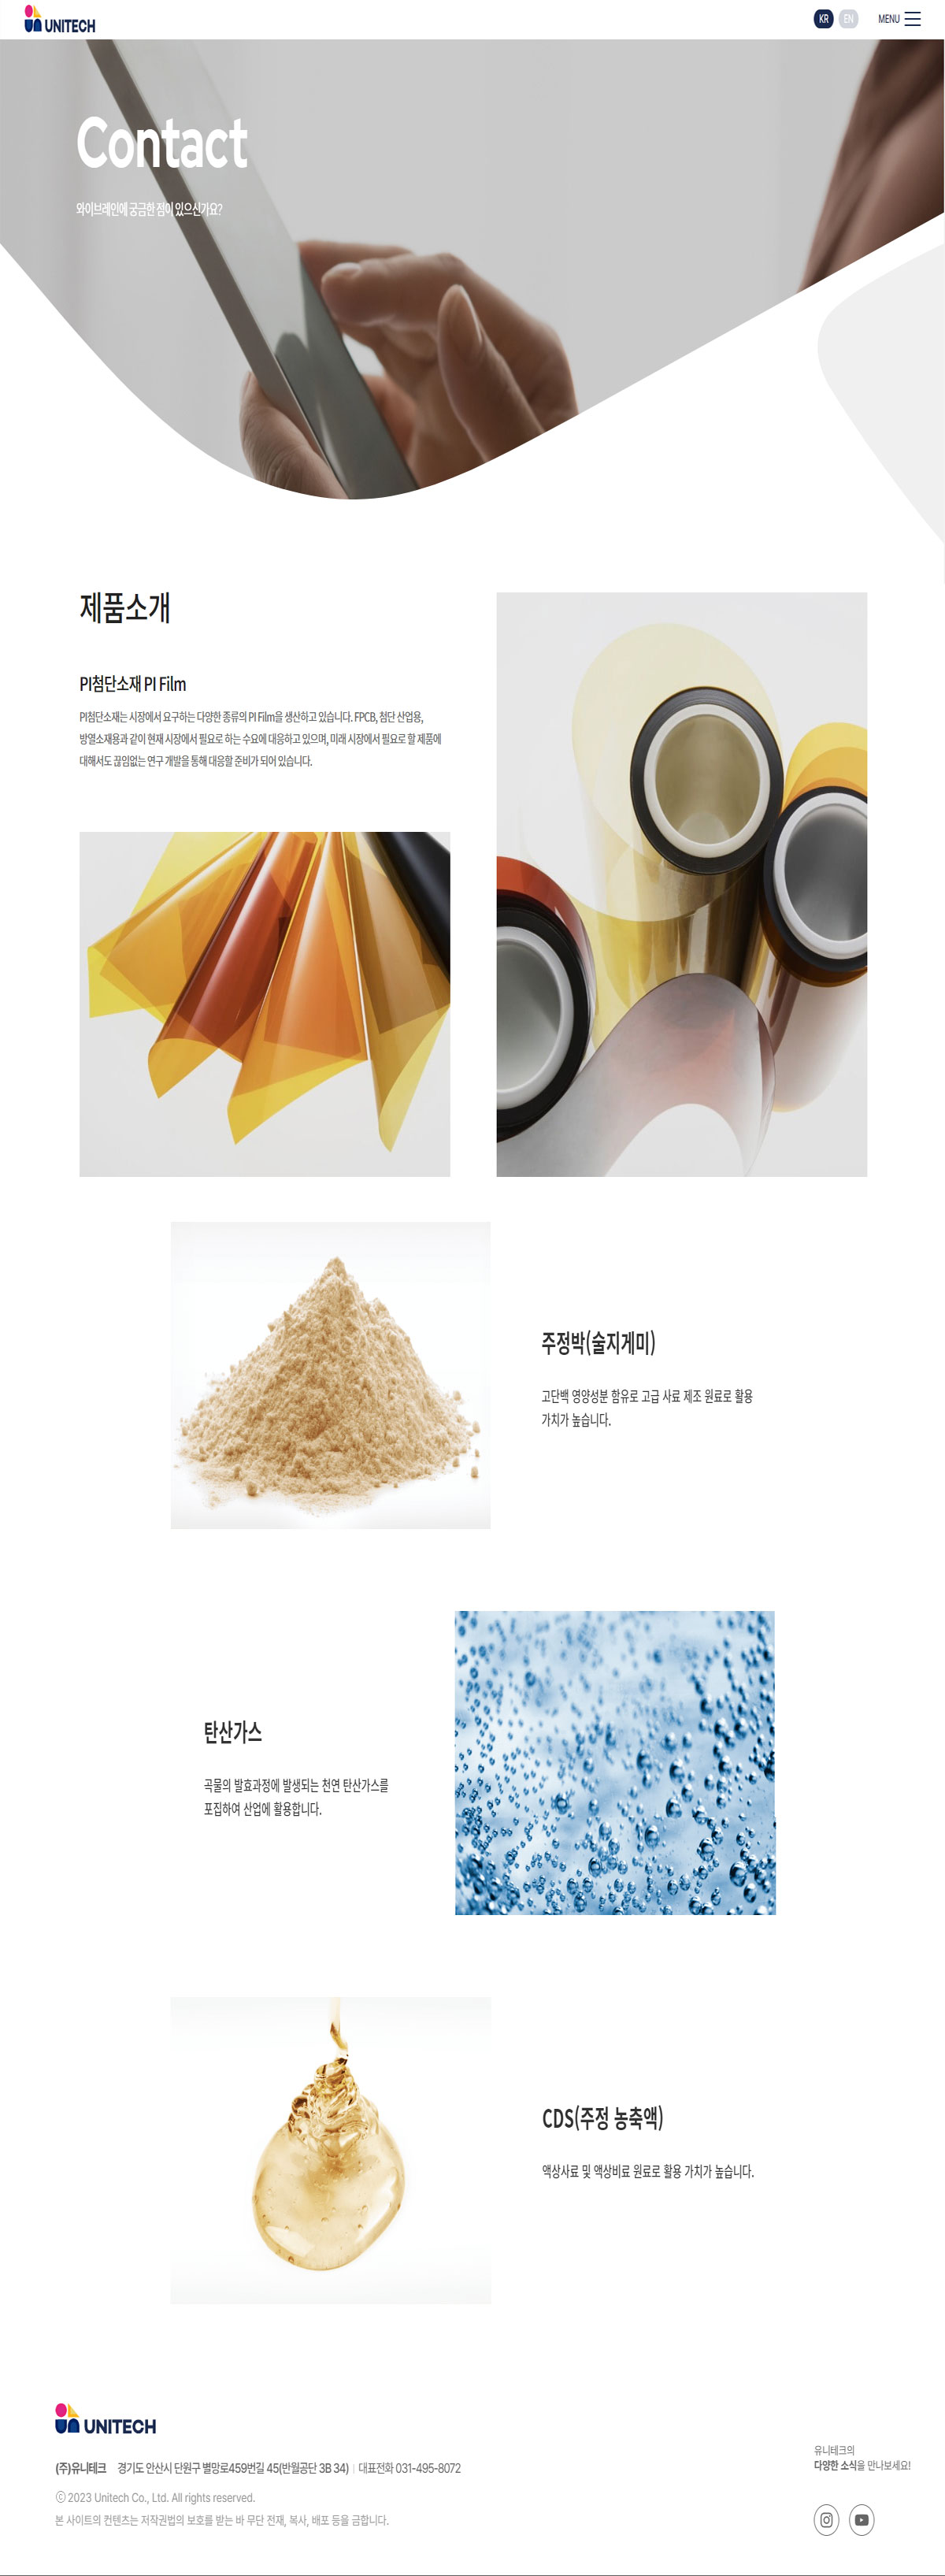 UNITECH
KR EN MENU
Contact
와이브레인에 궁금한 점이 있으신가요?
제품소개
PI첨단소재 PI Film
PI첨단소재는 시장에서 요구하는 다양한 종류의 PI Film을 생산하고 있습니다. FPCB, 첨단 산업용,
방열소재용과 같이 현재 시장에서 필요로 하는 수요에 대응하고 있으며, 미래 시장에서 필요로 할 제품에
대해서도 끊임없는 연구 개발을 통해 대응할 준비가 되어 있습니다.
주정박(술지게미)
고단백 영양성분 함유로 고급 사료 제조 원료로 활용
가치가 높습니다.
탄산가스
곡물의 발효과정에 발생되는 천연 탄산가스를
포집하여 산업에 활용합니다.
CDS(주정 농축액)
액상사료 및 액상비료 원료로 활용 가치가 높습니다.
UNITECH
(주)유니테크 경기도 안산시 단원구 별망로459번길 45(반월공단 3B 34) | 대표전화 031-495-8072
ⓒ 2023 Unitech Co., Ltd. All rights reserved.
본 사이트의 컨텐츠는 저작권법의 보호를 받는 바 무단 전재, 복사, 배포 등을 금합니다.
유니테크의
다양한 소식을 만나보세요!